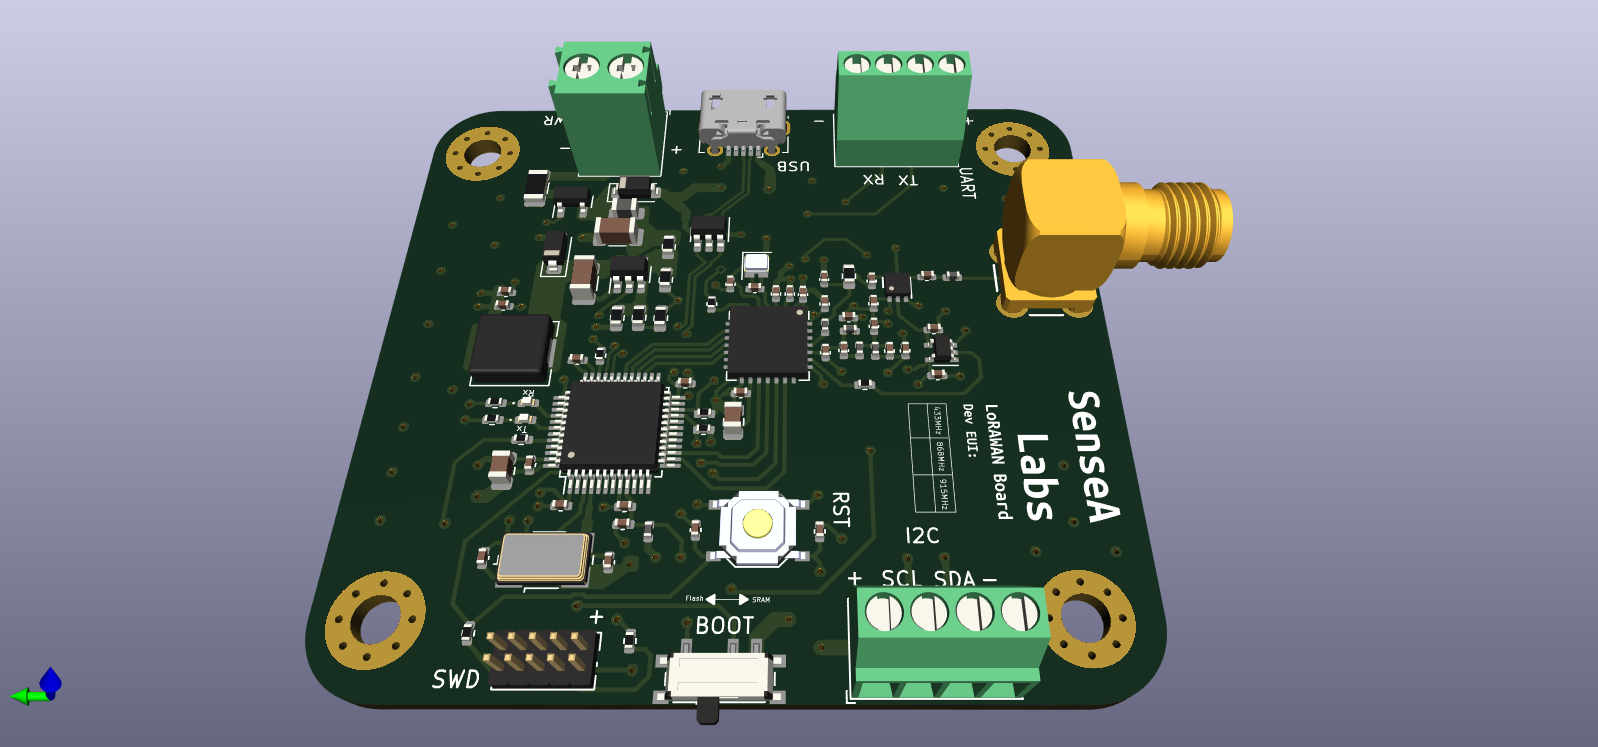 WR
-
+
USB
-
+
RX TX
UART
Rx
Tx
433MHz 868MHz 915MHz
Dev EUI:
LoRAWAN Board
SenseA
Labs
RST
I2C
+ SCL SDA -
Flash SRAM
BOOT
+
SWD